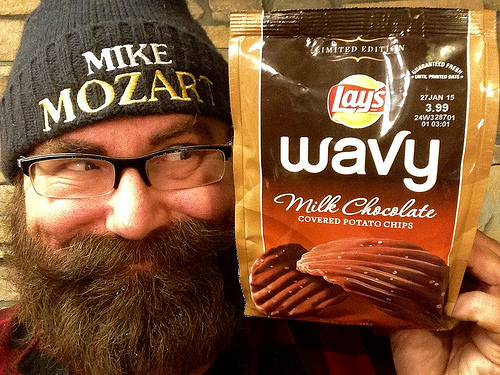 MIKE
MOZART
LIMITED EDITION
GUARANTEED FRESH
UNTIL PRINTED DATE
Lay's
27JAN 15
3.99
24W328701
01 03:01
wavy
Milk Chocolate
COVERED POTATO CHIPS